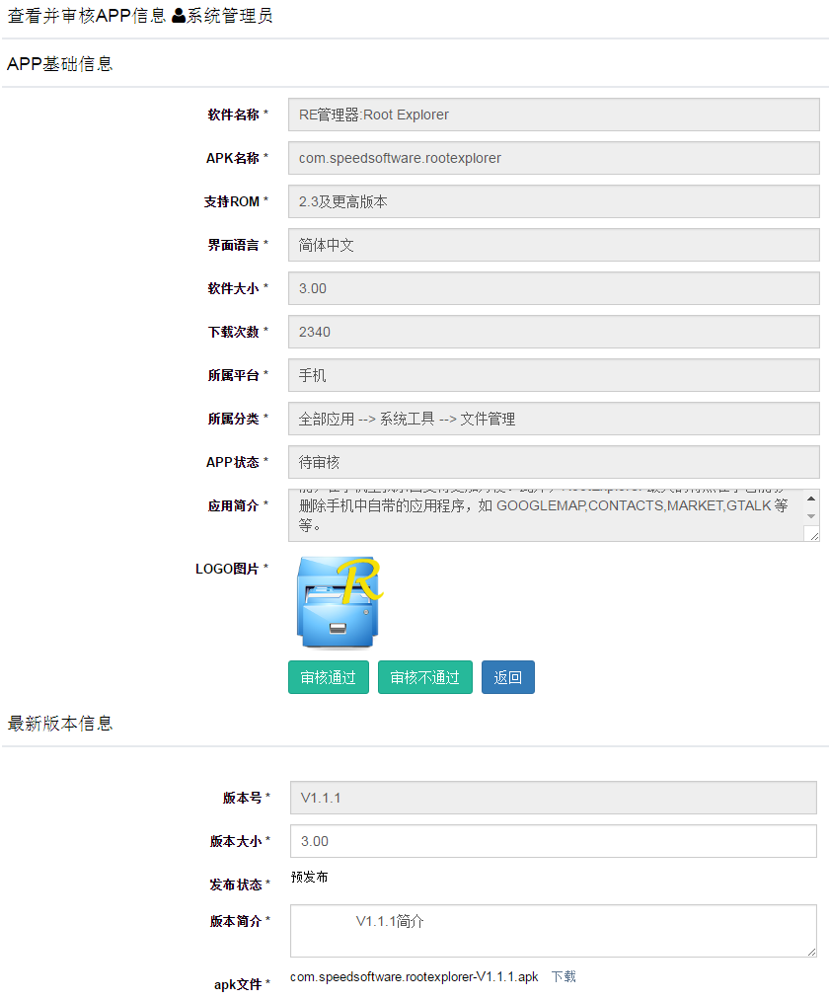 查看并审核APP信息 系统管理员
APP基础信息
软件名称 * RE管理器:Root Explorer
APK名称 * com.speedsoftware.rootexplorer
支持ROM * 2.3及更高版本
界面语言 * 简体中文
软件大小 * 3.00
下载次数 * 2340
所属平台 * 手机
所属分类 * 全部应用 --> 系统工具 --> 文件管理
APP状态 * 待审核
应用简介 * 删除手机中自带的应用程序，如 GOOGLEMAP,CONTACTS,MARKET,GTALK 等
等。
LOGO图片 *
R
审核通过 审核不通过 返回
最新版本信息
版本号 * V1.1.1
版本大小 * 3.00
发布状态 * 预发布
版本简介 * V1.1.1简介
apk文件 * com.speedsoftware.rootexplorer-V1.1.1.apk 下载